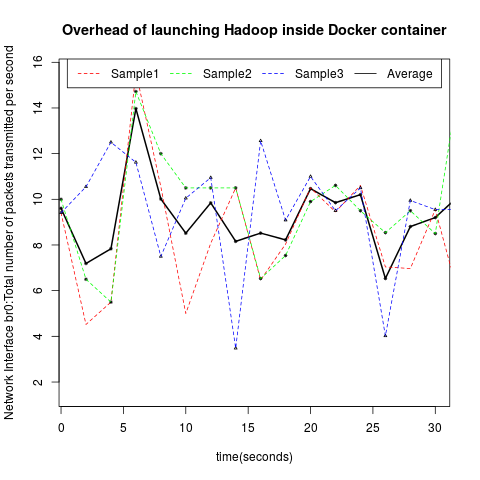 Overhead of launching Hadoop inside Docker container
Network Interface br0:Total number of packets transmitted per second
16
14
12
10
8
6
4
2
Sample1 Sample2 Sample3 Average
0 5 10 15 20 25 30
time(seconds)